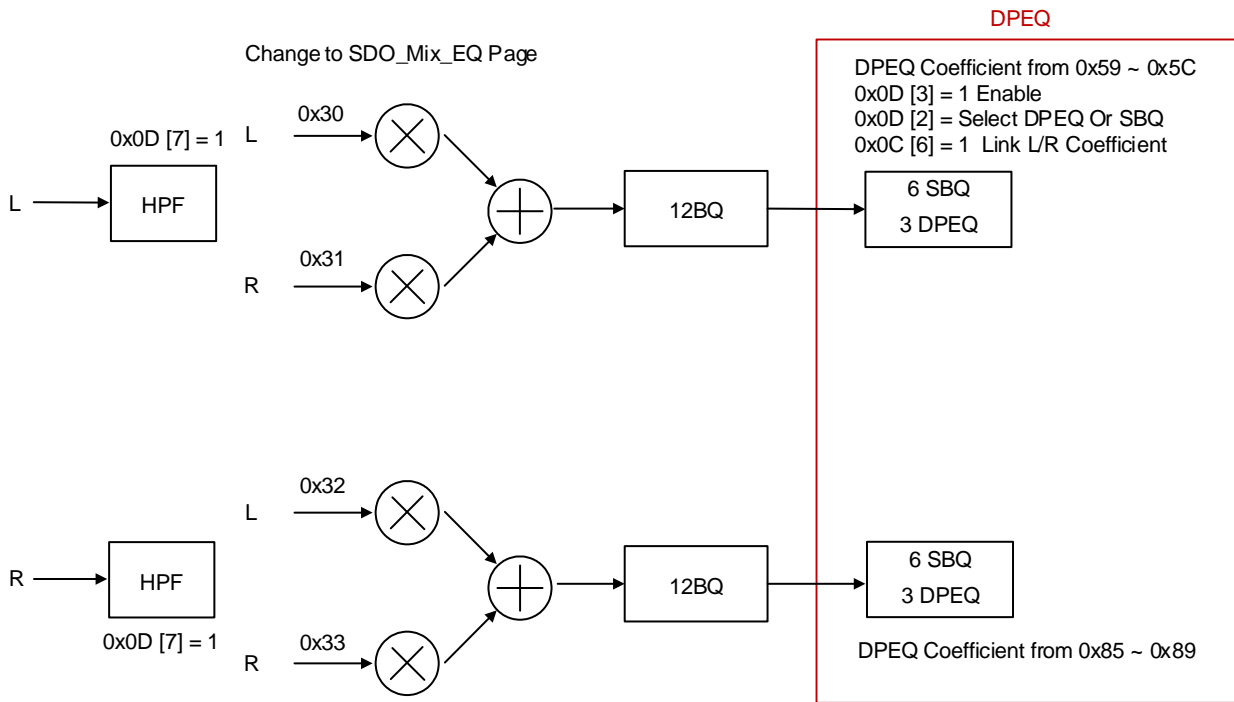 DPEQ
Change to SDO_Mix_EQ Page
DPEQ Coefficient from 0x59 ~ 0x5C
0x0D [3] = 1 Enable
0x0D [2] = Select DPEQ Or SBQ
0x0C [6] = 1 Link L/R Coefficient
0x0D [7] = 1
L
0x30
L
HPF
12BQ
6 SBQ
3 DPEQ
R
0x31
L
0x32
R
HPF
0x0D [7] = 1
12BQ
6 SBQ
3 DPEQ
R
0x33
DPEQ Coefficient from 0x85 ~ 0x89